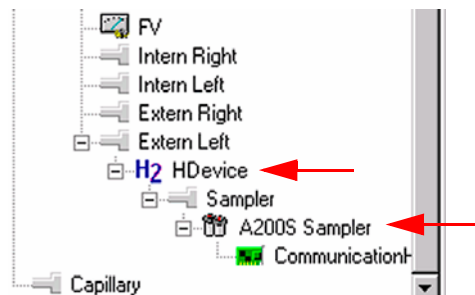 FV
Intern Right
Intern Left
Extern Right
Extern Left
H2 HDevice
Sampler
A200S Sampler
CommunicationH
Capillary